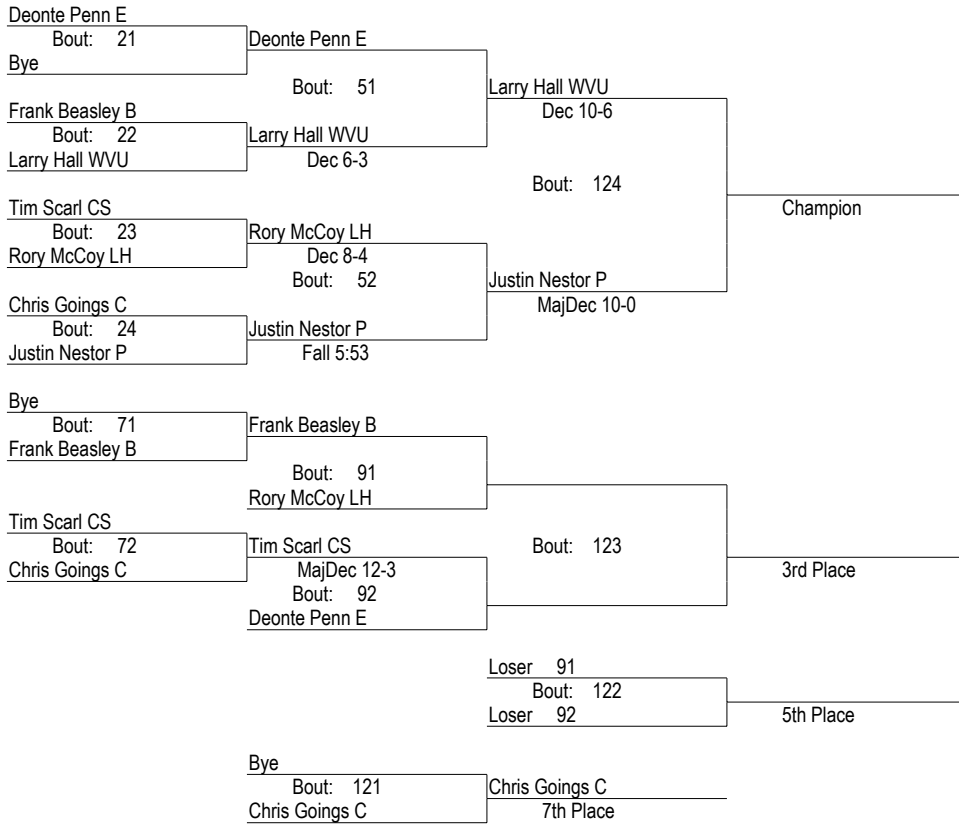 Deonte Penn E
Bout: 21
Deonte Penn E
Bye
Bout: 51
Larry Hall WVU
Dec 10-6
Frank Beasley B
Bout: 22
Larry Hall WVU
Larry Hall WVU
Dec 6-3
Bout: 124
Champion
Tim Scarl CS
Bout: 23
Rory McCoy LH
Rory McCoy LH
Dec 8-4
Bout: 52
Justin Nestor P
MajDec 10-0
Chris Goings C
Bout: 24
Justin Nestor P
Justin Nestor P
Fall 5:53
Bye
Bout: 71
Frank Beasley B
Frank Beasley B
Bout: 91
Rory McCoy LH
Tim Scarl CS
Bout: 72
Tim Scarl CS
Bout: 123
Chris Goings C
MajDec 12-3
3rd Place
Bout: 92
Deonte Penn E
Loser 91
Bout: 122
Loser 92
5th Place
Bye
Bout: 121
Chris Goings C
Chris Goings C
7th Place